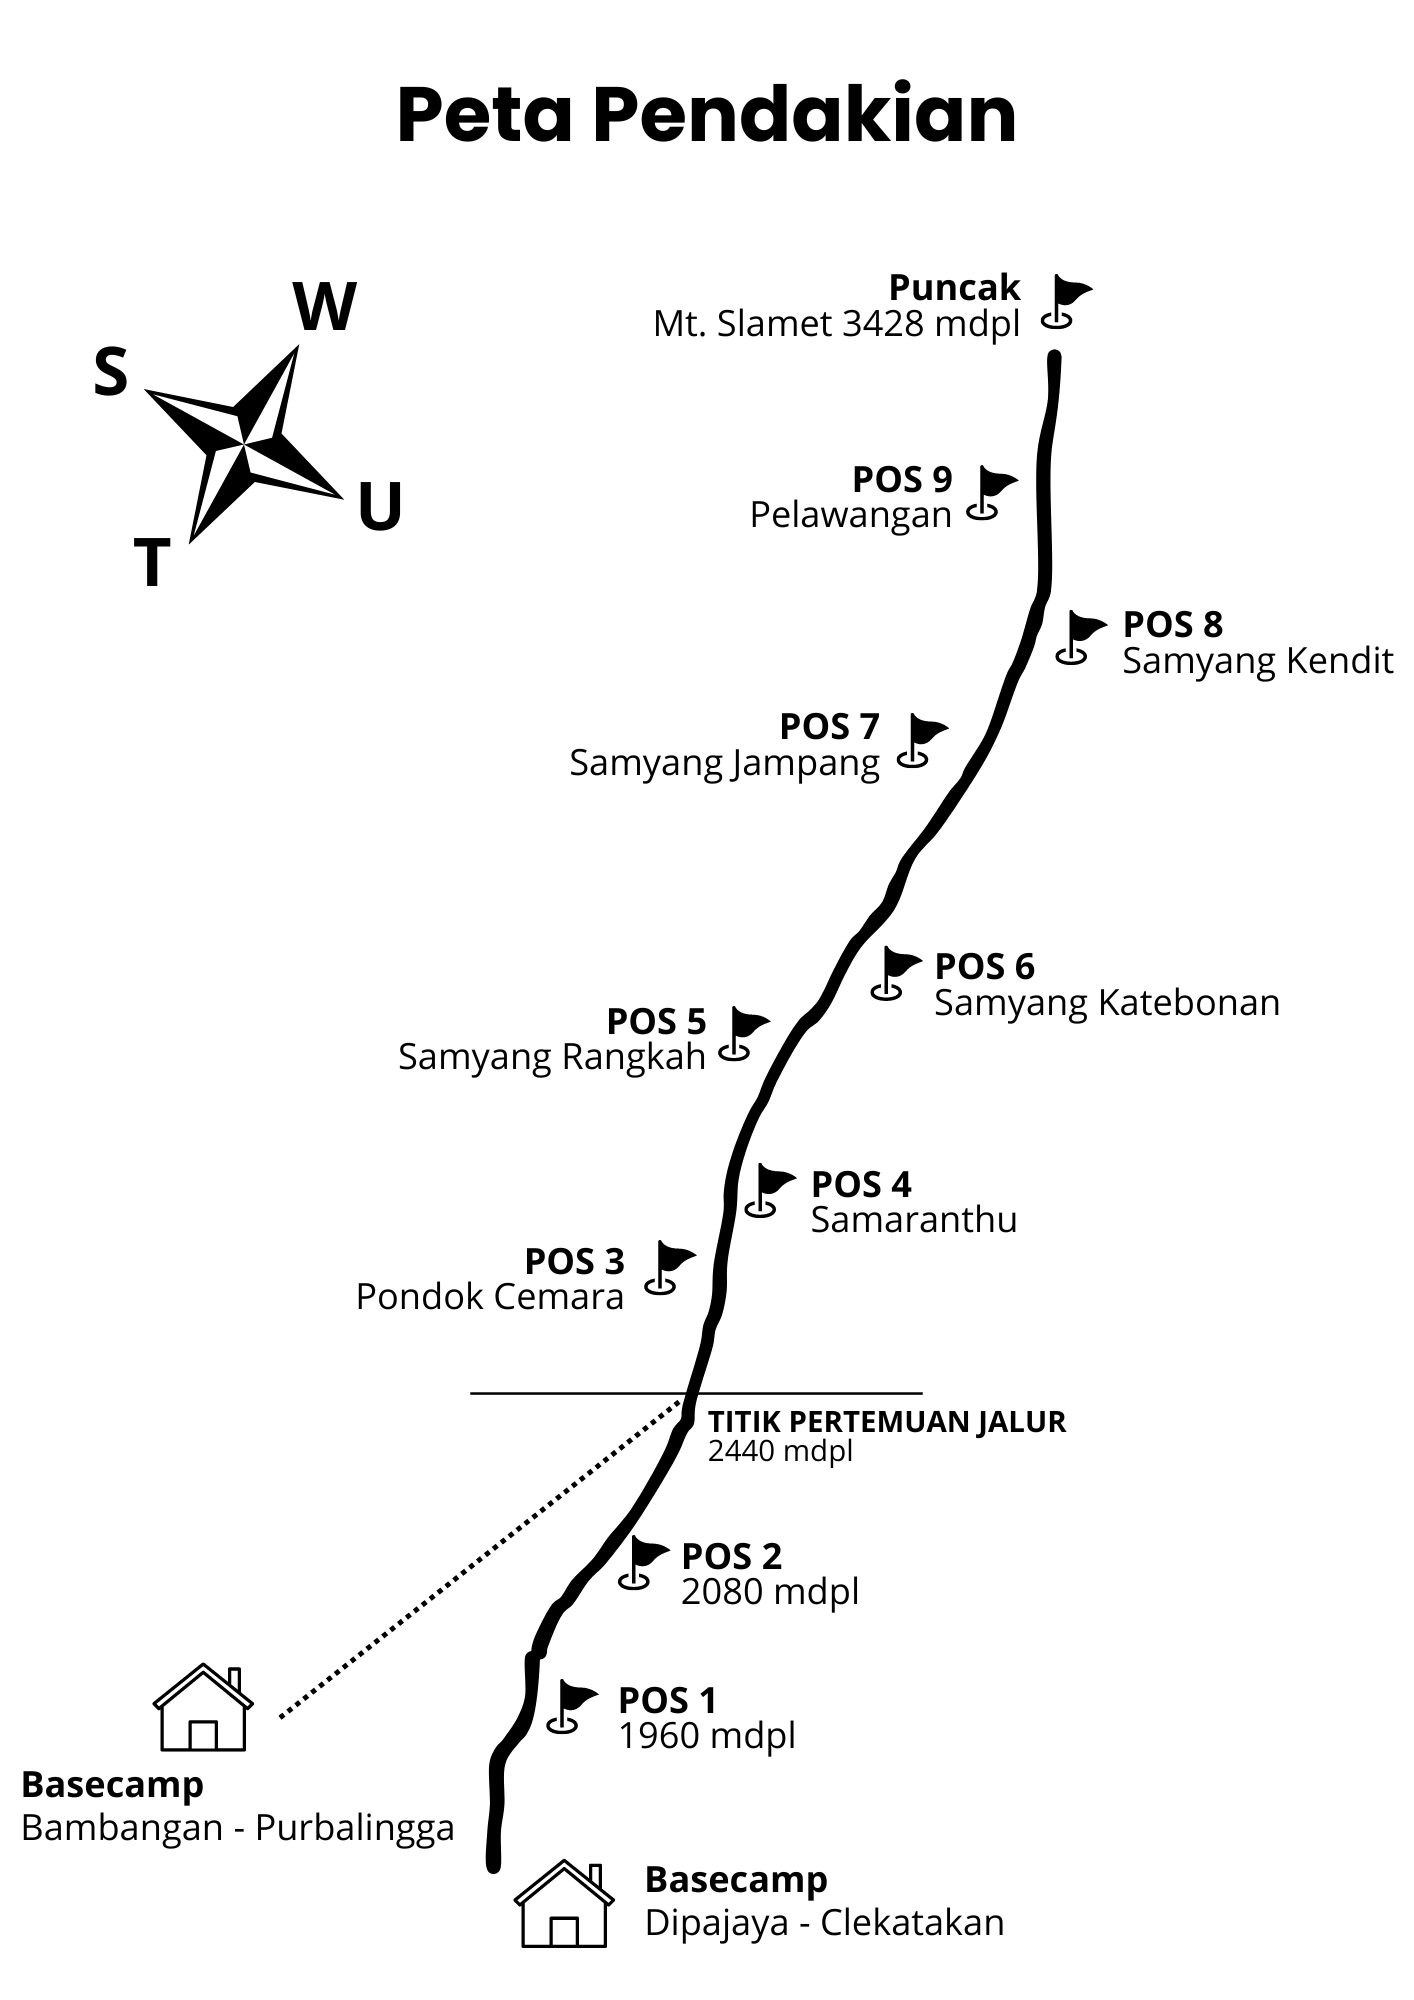 Peta Pendakian
W
S
U
T
Puncak
Mt. Slamet 3428 mdpl
POS 9
Pelawangan
POS 8
Samyang Kendit
POS 7
Samyang Jampang
POS 6
Samyang Katebonan
POS 5
Samyang Rangkah
POS 4
Samaranthu
POS 3
Pondok Cemara
TITIK PERTEMUAN JALUR
2440 mdpl
POS 2
2080 mdpl
POS 1
1960 mdpl
Basecamp
Bambangan - Purbalingga
Basecamp
Dipajaya - Clekatakan